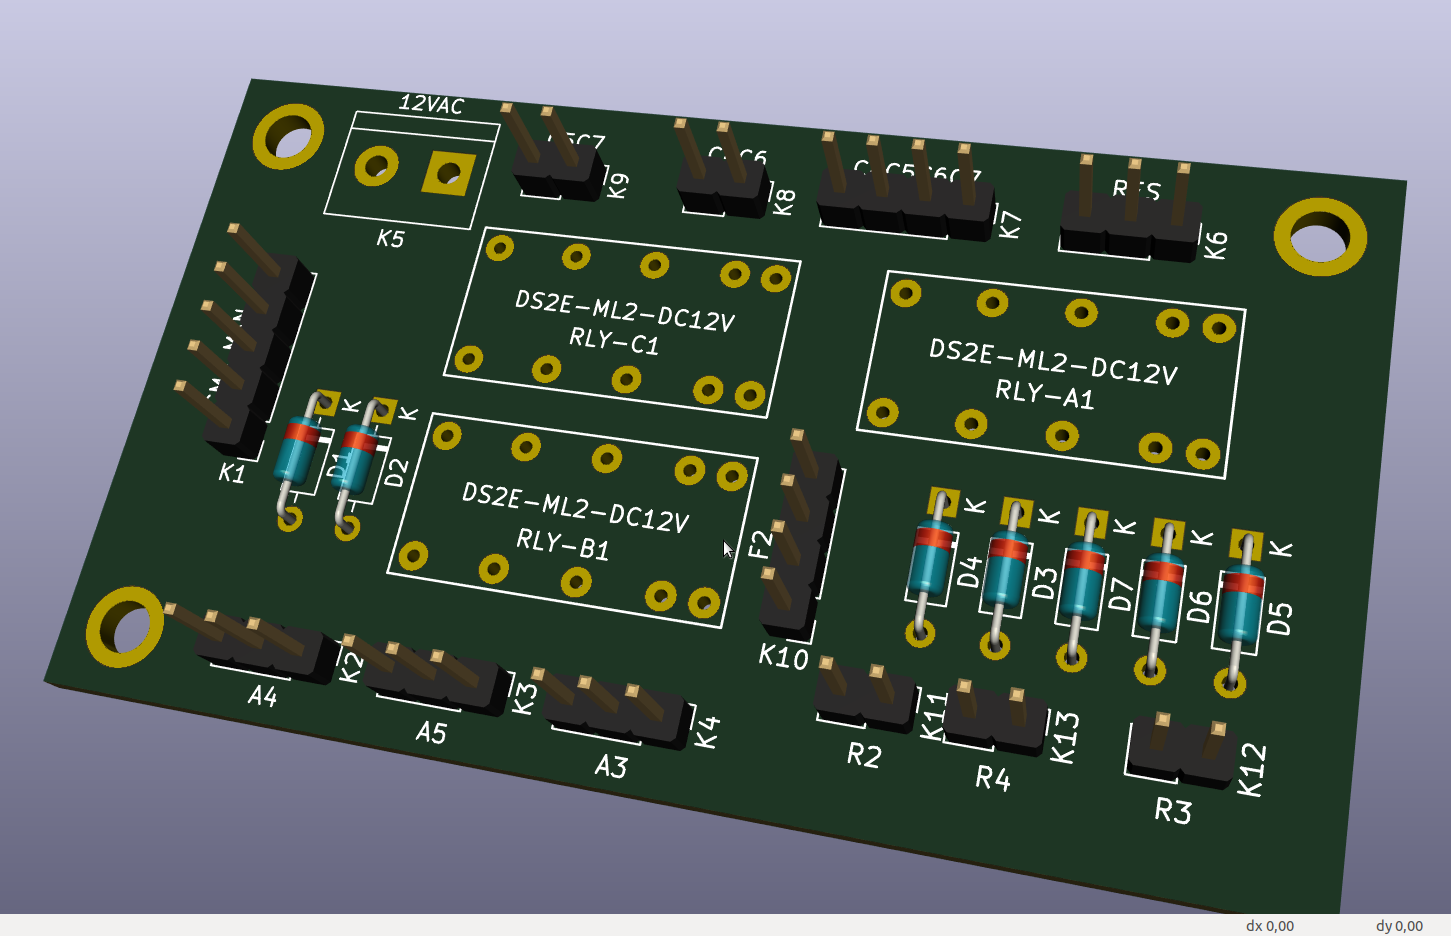 12VAC
K5
K9
K8
K7
K6
DS2E-ML2-DC12V
RLY-C1
DS2E-ML2-DC12V
RLY-A1
K1
K
K
D1
D2
DS2E-ML2-DC12V
RLY-B1
F2
K10
K
K
K
K
K
D4
D3
D7
D6
D5
K2
A4
K3
A5
K4
A3
K11
R2
K13
R4
K12
R3
dx 0,00
dy 0,00